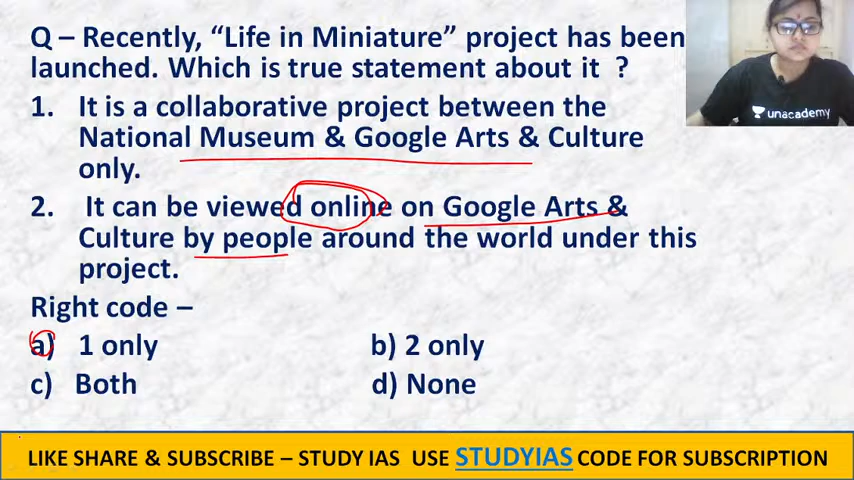 Q – Recently, "Life in Miniature" project has been
launched. Which is true statement about it ?
1. It is a collaborative project between the
National Museum & Google Arts & Culture
only.
2. It can be viewed online on Google Arts &
Culture by people around the world under this
project.
Right code –
a) 1 only b) 2 only
c) Both d) None
LIKE SHARE & SUBSCRIBE – STUDY IAS USE STUDYIAS CODE FOR SUBSCRIPTION
unacademy